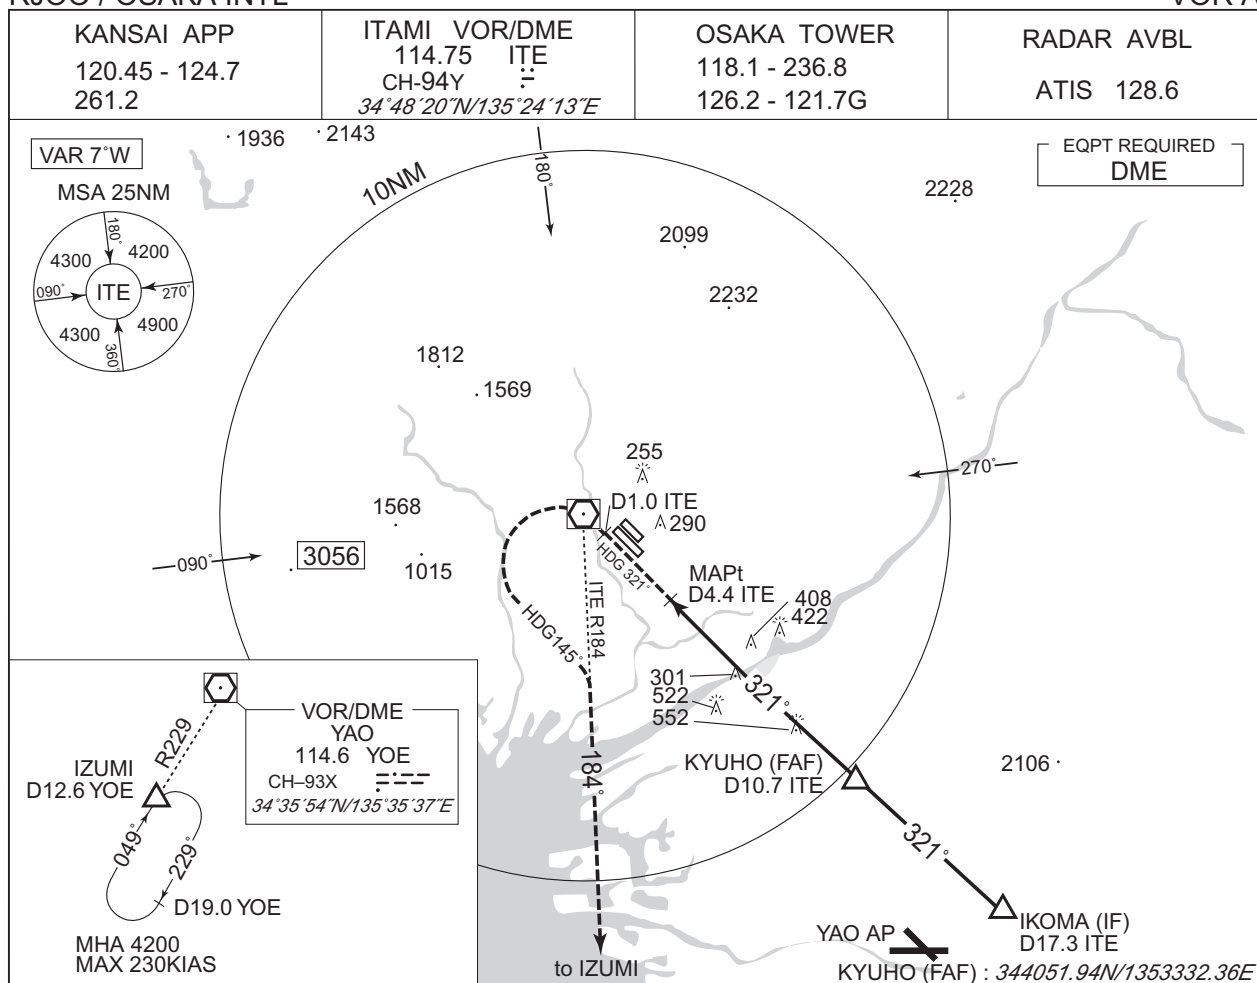 RJOO / OSAKA INTL
VOR A
KANSAI APP
120.45 - 124.7
261.2
ITAMI VOR/DME
114.75 ITE
CH-94Y
34°48´20˝N/135°24´13˝E
OSAKA TOWER
118.1 - 236.8
126.2 - 121.7G
RADAR AVBL
ATIS 128.6
VAR 7°W
1936
2143
180°
EQPT REQUIRED
DME
MSA 25NM
10NM
2228
180°
4300
4200
2099
090°
ITE
270°
2232
4300
4900
360°
1812
1569
255
270°
D1.0 ITE
1568
290
3056
090°
1015
HDG 321°
MAPt
D4.4 ITE
408
422
ITE R184
HDG145°
301
522
552
321°
VOR/DME
YAO
114.6 YOE
CH–93X
34°35´54˝N/135°35´37˝E
R229
IZUMI
D12.6 YOE
184°
KYUHO (FAF)
D10.7 ITE
2106
049°
229°
321°
D19.0 YOE
MHA 4200
MAX 230KIAS
IKOMA (IF)
D17.3 ITE
YAO AP
to IZUMI
KYUHO (FAF) : 344051.94N/1353332.36E